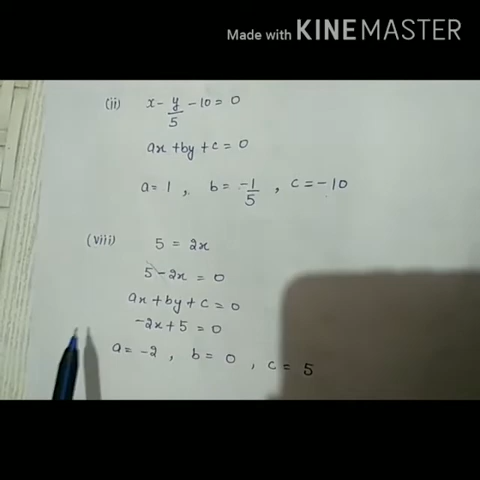 Made with KINEMASTER
(ii) x - y/5 - 10 = 0
ax + by + c = 0
a = 1 , b = -1/5 , c = -10
(viii) 5 = 2x
5 - 2x = 0
ax + by + c = 0
-2x + 5 = 0
a = -2 , b = 0 , c = 5